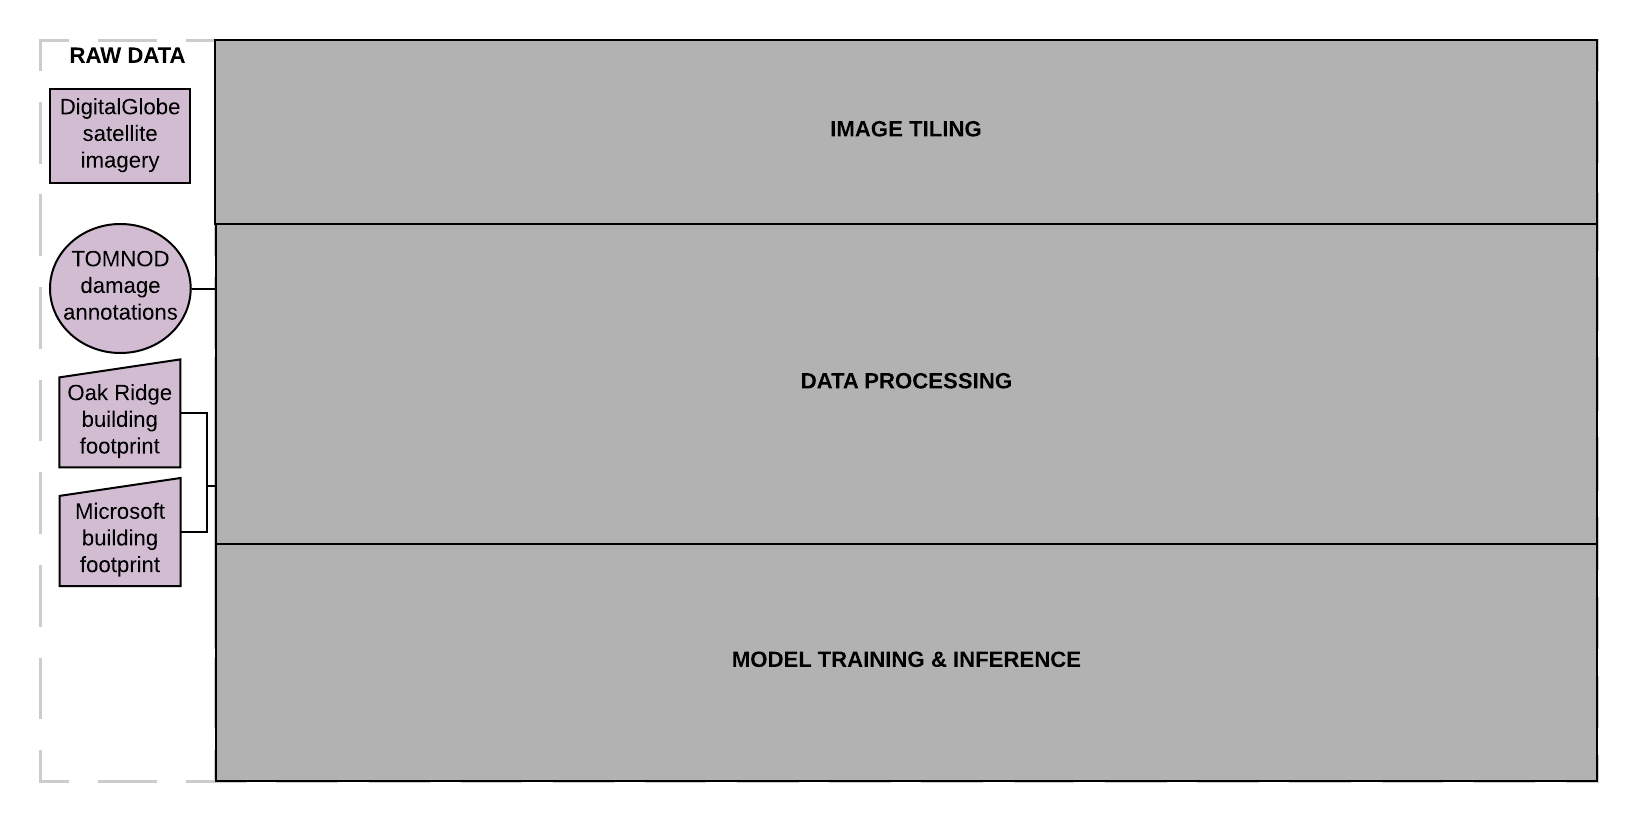 RAW DATA
DigitalGlobe
satellite
imagery
TOMNOD
damage
annotations
Oak Ridge
building
footprint
Microsoft
building
footprint
IMAGE TILING
DATA PROCESSING
MODEL TRAINING & INFERENCE